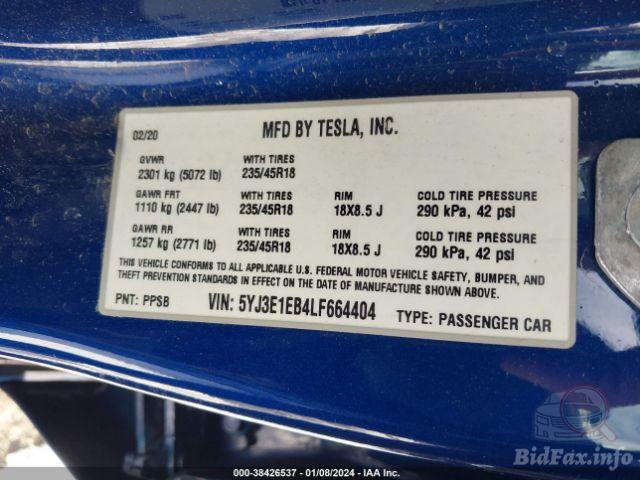 02/20 MFD BY TESLA, INC.
GVWR WITH TIRES
2301 kg (5072 lb) 235/45R18
GAWR FRT WITH TIRES RIM COLD TIRE PRESSURE
1110 kg (2447 lb) 235/45R18 18X8.5 J 290 kPa, 42 psi
GAWR RR WITH TIRES RIM COLD TIRE PRESSURE
1257 kg (2771 lb) 235/45R18 18X8.5 J 290 kPa, 42 psi
THIS VEHICLE CONFORMS TO ALL APPLICABLE U.S. FEDERAL MOTOR VEHICLE SAFETY, BUMPER, AND
THEFT PREVENTION STANDARDS IN EFFECT ON THE DATE OF MANUFACTURE SHOWN ABOVE.
PNT: PPSB VIN: 5YJ3E1EB4LF664404 TYPE: PASSENGER CAR
BidFax.info
000-38426537 - 01/08/2024 - IAA Inc.